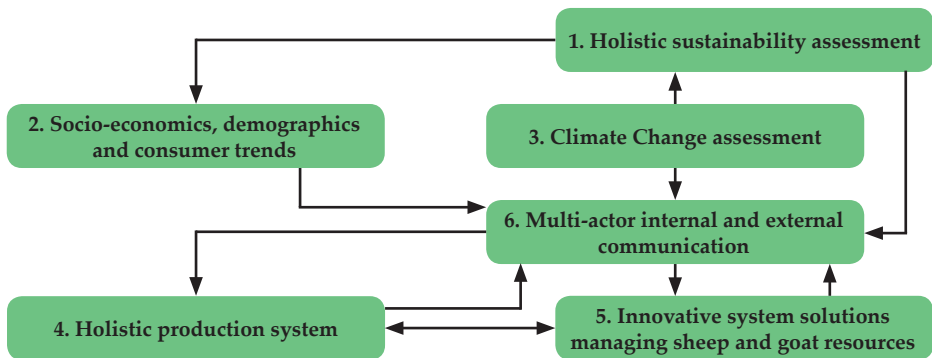 1. Holistic sustainability assessment
2. Socio-economics, demographics
and consumer trends
3. Climate Change assessment
6. Multi-actor internal and external
communication
4. Holistic production system
5. Innovative system solutions
managing sheep and goat resources